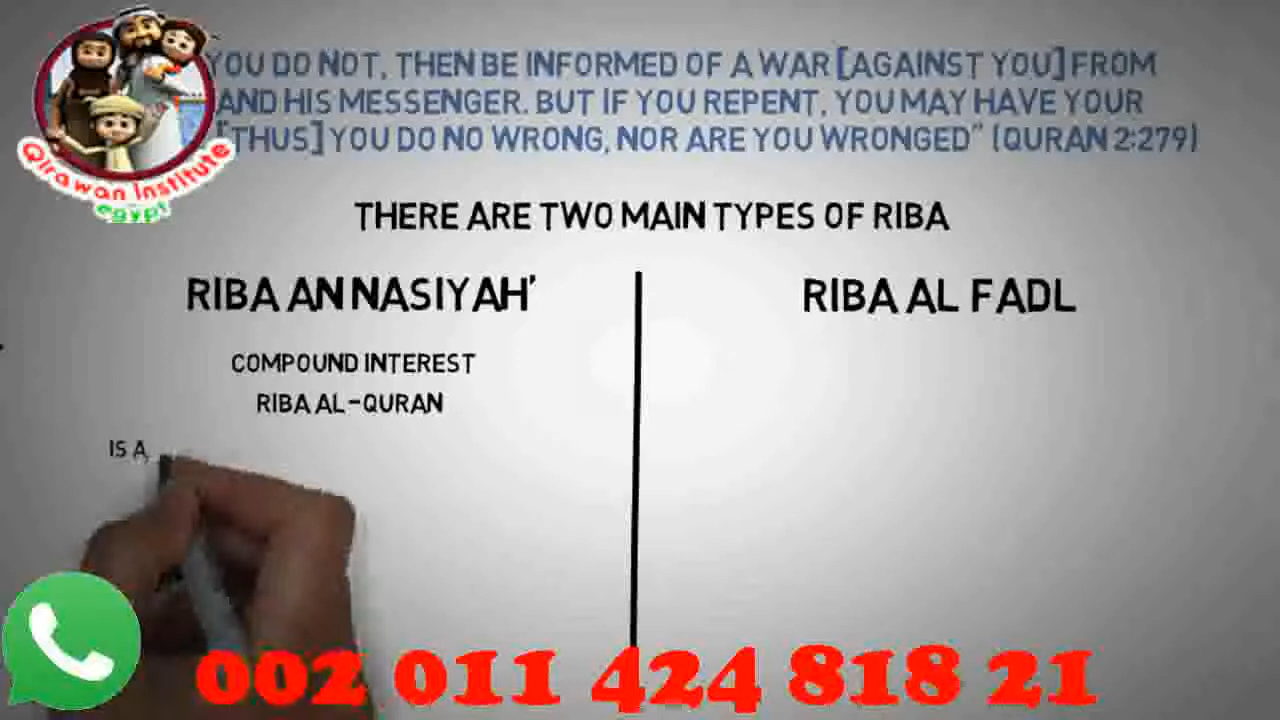 YOU DO NOT, THEN BE INFORMED OF A WAR [AGAINST YOU] FROM
AND HIS MESSENGER. BUT IF YOU REPENT, YOU MAY HAVE YOUR
[THUS] YOU DO NO WRONG, NOR ARE YOU WRONGED" (QURAN 2:279)
Qirawan institute
egypt
THERE ARE TWO MAIN TYPES OF RIBA
RIBA AN NASIYAH'
RIBA AL FADL
COMPOUND INTEREST
RIBA AL-QURAN
IS A
002 011 424 818 21